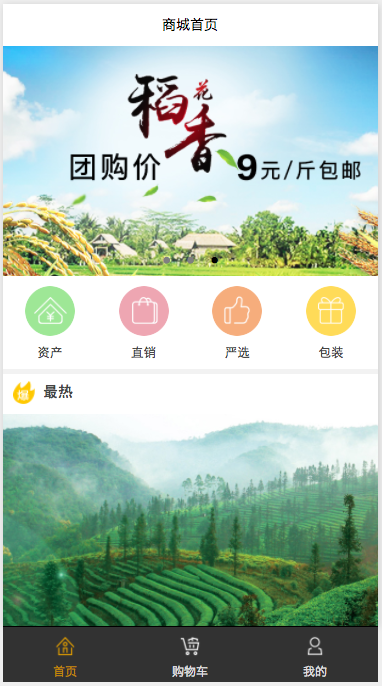 商城首页
稻花香
团购价 9元/斤包邮
资产 直销 严选 包装
爆 最热
首页 购物车 我的